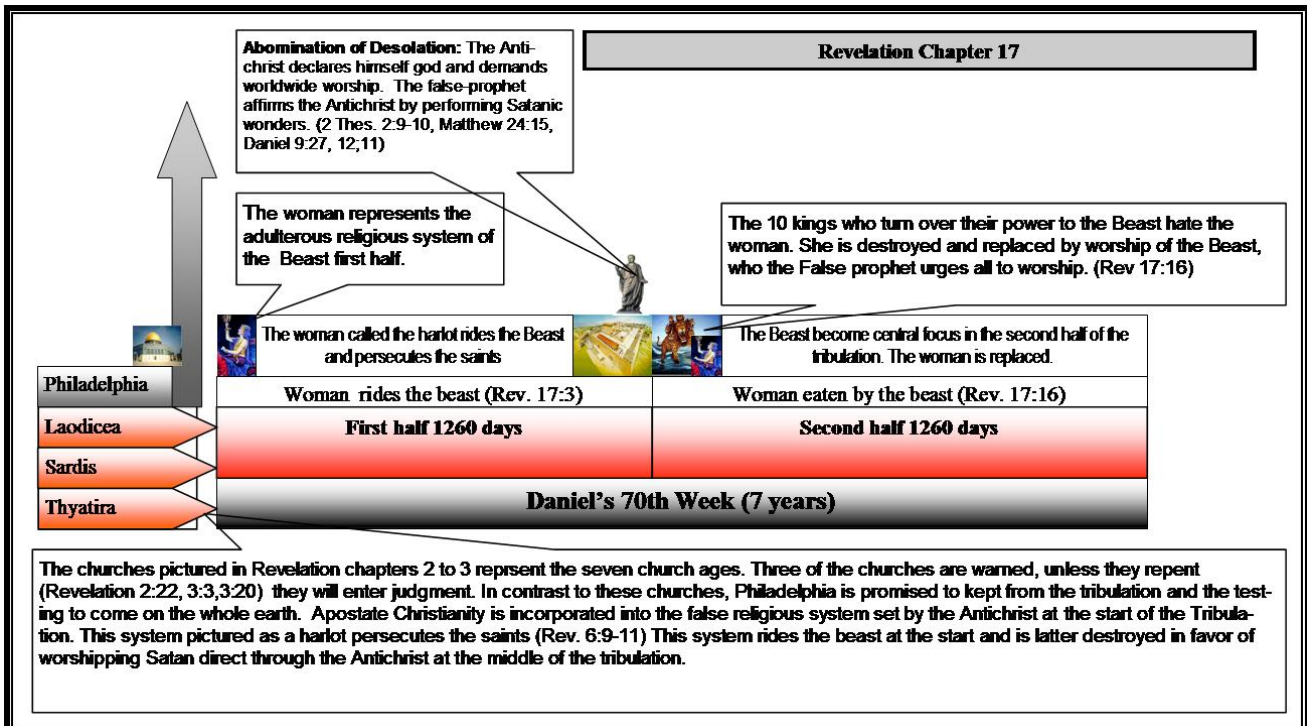 Abomination of Desolation: The Anti-
christ declares himself god and demands
worldwide worship. The false-prophet
affirms the Antichrist by performing Satanic
wonders. (2 Thes. 2:9-10, Matthew 24:15,
Daniel 9:27, 12;11)
Revelation Chapter 17
The woman represents the
adulterous religious system of
the Beast first half.
The 10 kings who turn over their power to the Beast hate the
woman. She is destroyed and replaced by worship of the Beast,
who the False prophet urges all to worship. (Rev 17:16)
The woman called the harlot rides the Beast
and persecutes the saints
The Beast become central focus in the second half of the
tribulation. The woman is replaced.
Philadelphia
Woman rides the beast (Rev. 17:3)
Woman eaten by the beast (Rev. 17:16)
Laodicea
First half 1260 days
Second half 1260 days
Sardis
Thyatira
Daniel's 70th Week (7 years)
The churches pictured in Revelation chapters 2 to 3 reprsent the seven church ages. Three of the churches are warned, unless they repent
(Revelation 2:22, 3:3,3:20) they will enter judgment. In contrast to these churches, Philadelphia is promised to kept from the tribulation and the test-
ing to come on the whole earth. Apostate Christianity is incorporated into the false religious system set by the Antichrist at the start of the Tribula-
tion. This system pictured as a harlot persecutes the saints (Rev. 6:9-11) This system rides the beast at the start and is latter destroyed in favor of
worshipping Satan direct through the Antichrist at the middle of the tribulation.